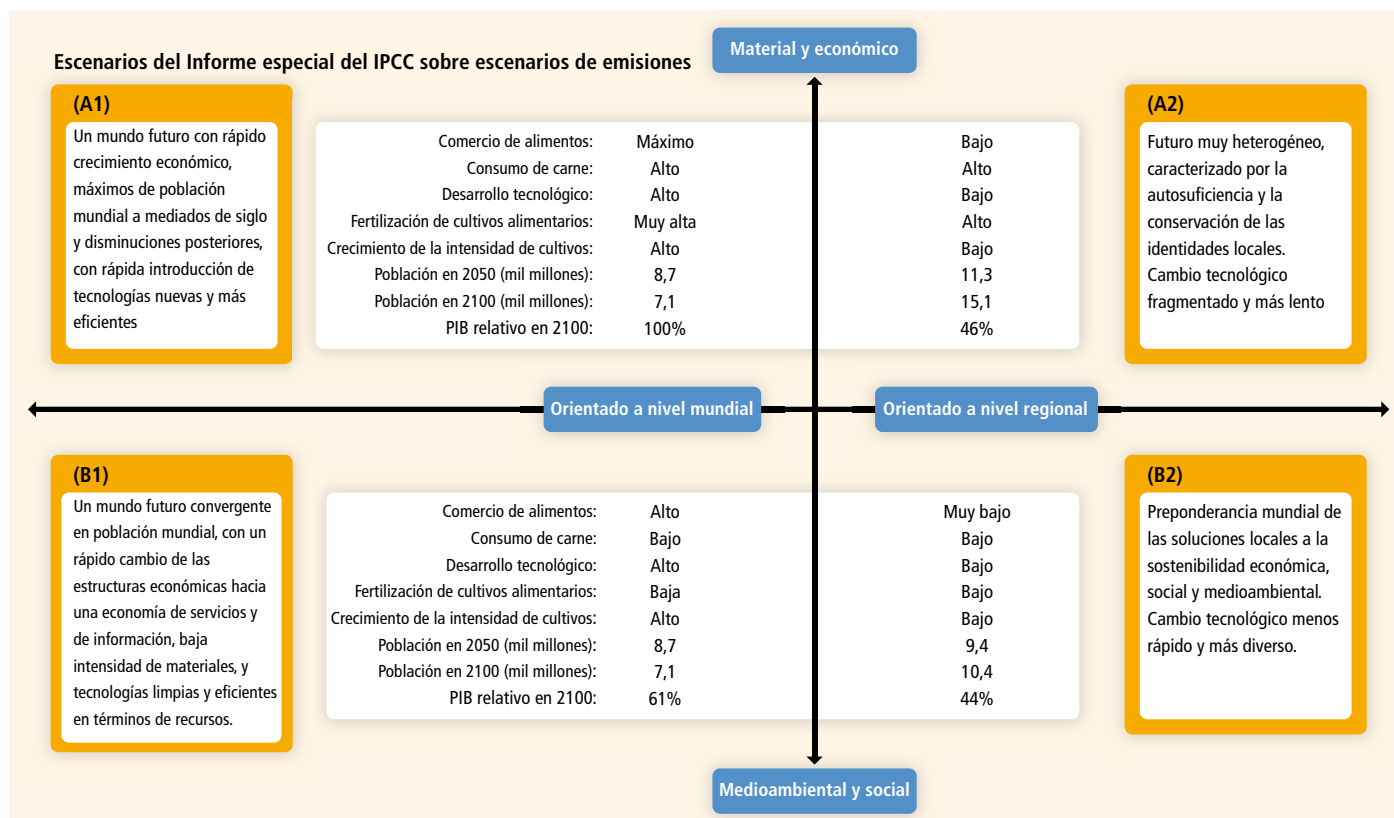 Material y económico
Escenarios del Informe especial del IPCC sobre escenarios de emisiones
(A1)
Un mundo futuro con rápido
crecimiento económico,
máximos de población
mundial a mediados de siglo
y disminuciones posteriores,
con rápida introducción de
tecnologías nuevas y más
eficientes
Comercio de alimentos: Máximo Bajo
Consumo de carne: Alto Alto
Desarrollo tecnológico: Alto Bajo
Fertilización de cultivos alimentarios: Muy alta Alto
Crecimiento de la intensidad de cultivos: Alto Bajo
Población en 2050 (mil millones): 8,7 11,3
Población en 2100 (mil millones): 7,1 15,1
PIB relativo en 2100: 100% 46%
(A2)
Futuro muy heterogéneo,
caracterizado por la
autosuficiencia y la
conservación de las
identidades locales.
Cambio tecnológico
fragmentado y más lento
Orientado a nivel mundial
Orientado a nivel regional
(B1)
Un mundo futuro convergente
en población mundial, con un
rápido cambio de las
estructuras económicas hacia
una economía de servicios y
de información, baja
intensidad de materiales, y
tecnologías limpias y eficientes
en términos de recursos.
Comercio de alimentos: Alto Muy bajo
Consumo de carne: Bajo Bajo
Desarrollo tecnológico: Alto Bajo
Fertilización de cultivos alimentarios: Baja Bajo
Crecimiento de la intensidad de cultivos: Alto Bajo
Población en 2050 (mil millones): 8,7 9,4
Población en 2100 (mil millones): 7,1 10,4
PIB relativo en 2100: 61% 44%
(B2)
Preponderancia mundial de
las soluciones locales a la
sostenibilidad económica,
social y medioambiental.
Cambio tecnológico menos
rápido y más diverso.
Medioambiental y social